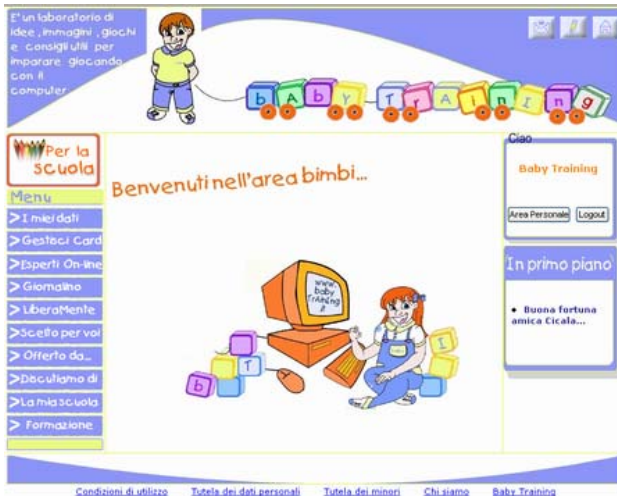 E' un laboratorio di
idee, immagini, giochi
e consigli utili per
imparare giocando
con il
computer
bAby TrAinIng
Per la
scuola
Benvenuti nell'area bimbi...
Menu
>I miei dati
>Gestisci Card
>Esperti On-line
>Giornalino
>LiberaMente
>Scelto per voi
>Offerto da...
>Discutiamo di
>La mia scuola
>Formazione
www.
baby
TrAining
.it
b T A I
Ciao
Baby Training
Area Personale Logout
In primo piano
• Buona fortuna
amica Cicala...
Condizioni di utilizzo Tutela dei dati personali Tutela dei minori Chi siamo Baby Training